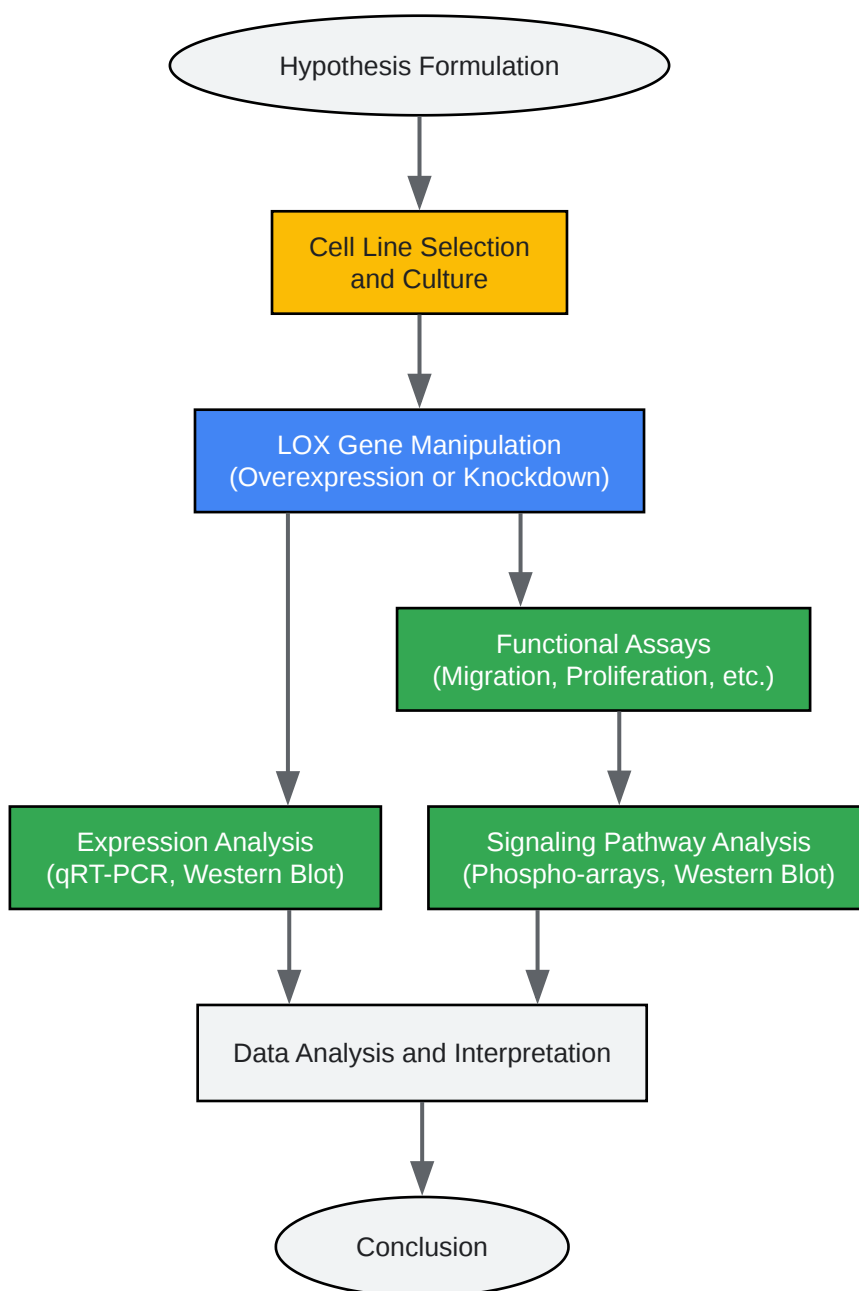 Hypothesis Formulation
Cell Line Selection
and Culture
LOX Gene Manipulation
(Overexpression or Knockdown)
Functional Assays
(Migration, Proliferation, etc.)
Expression Analysis
(qRT-PCR, Western Blot)
Signaling Pathway Analysis
(Phospho-arrays, Western Blot)
Data Analysis and Interpretation
Conclusion